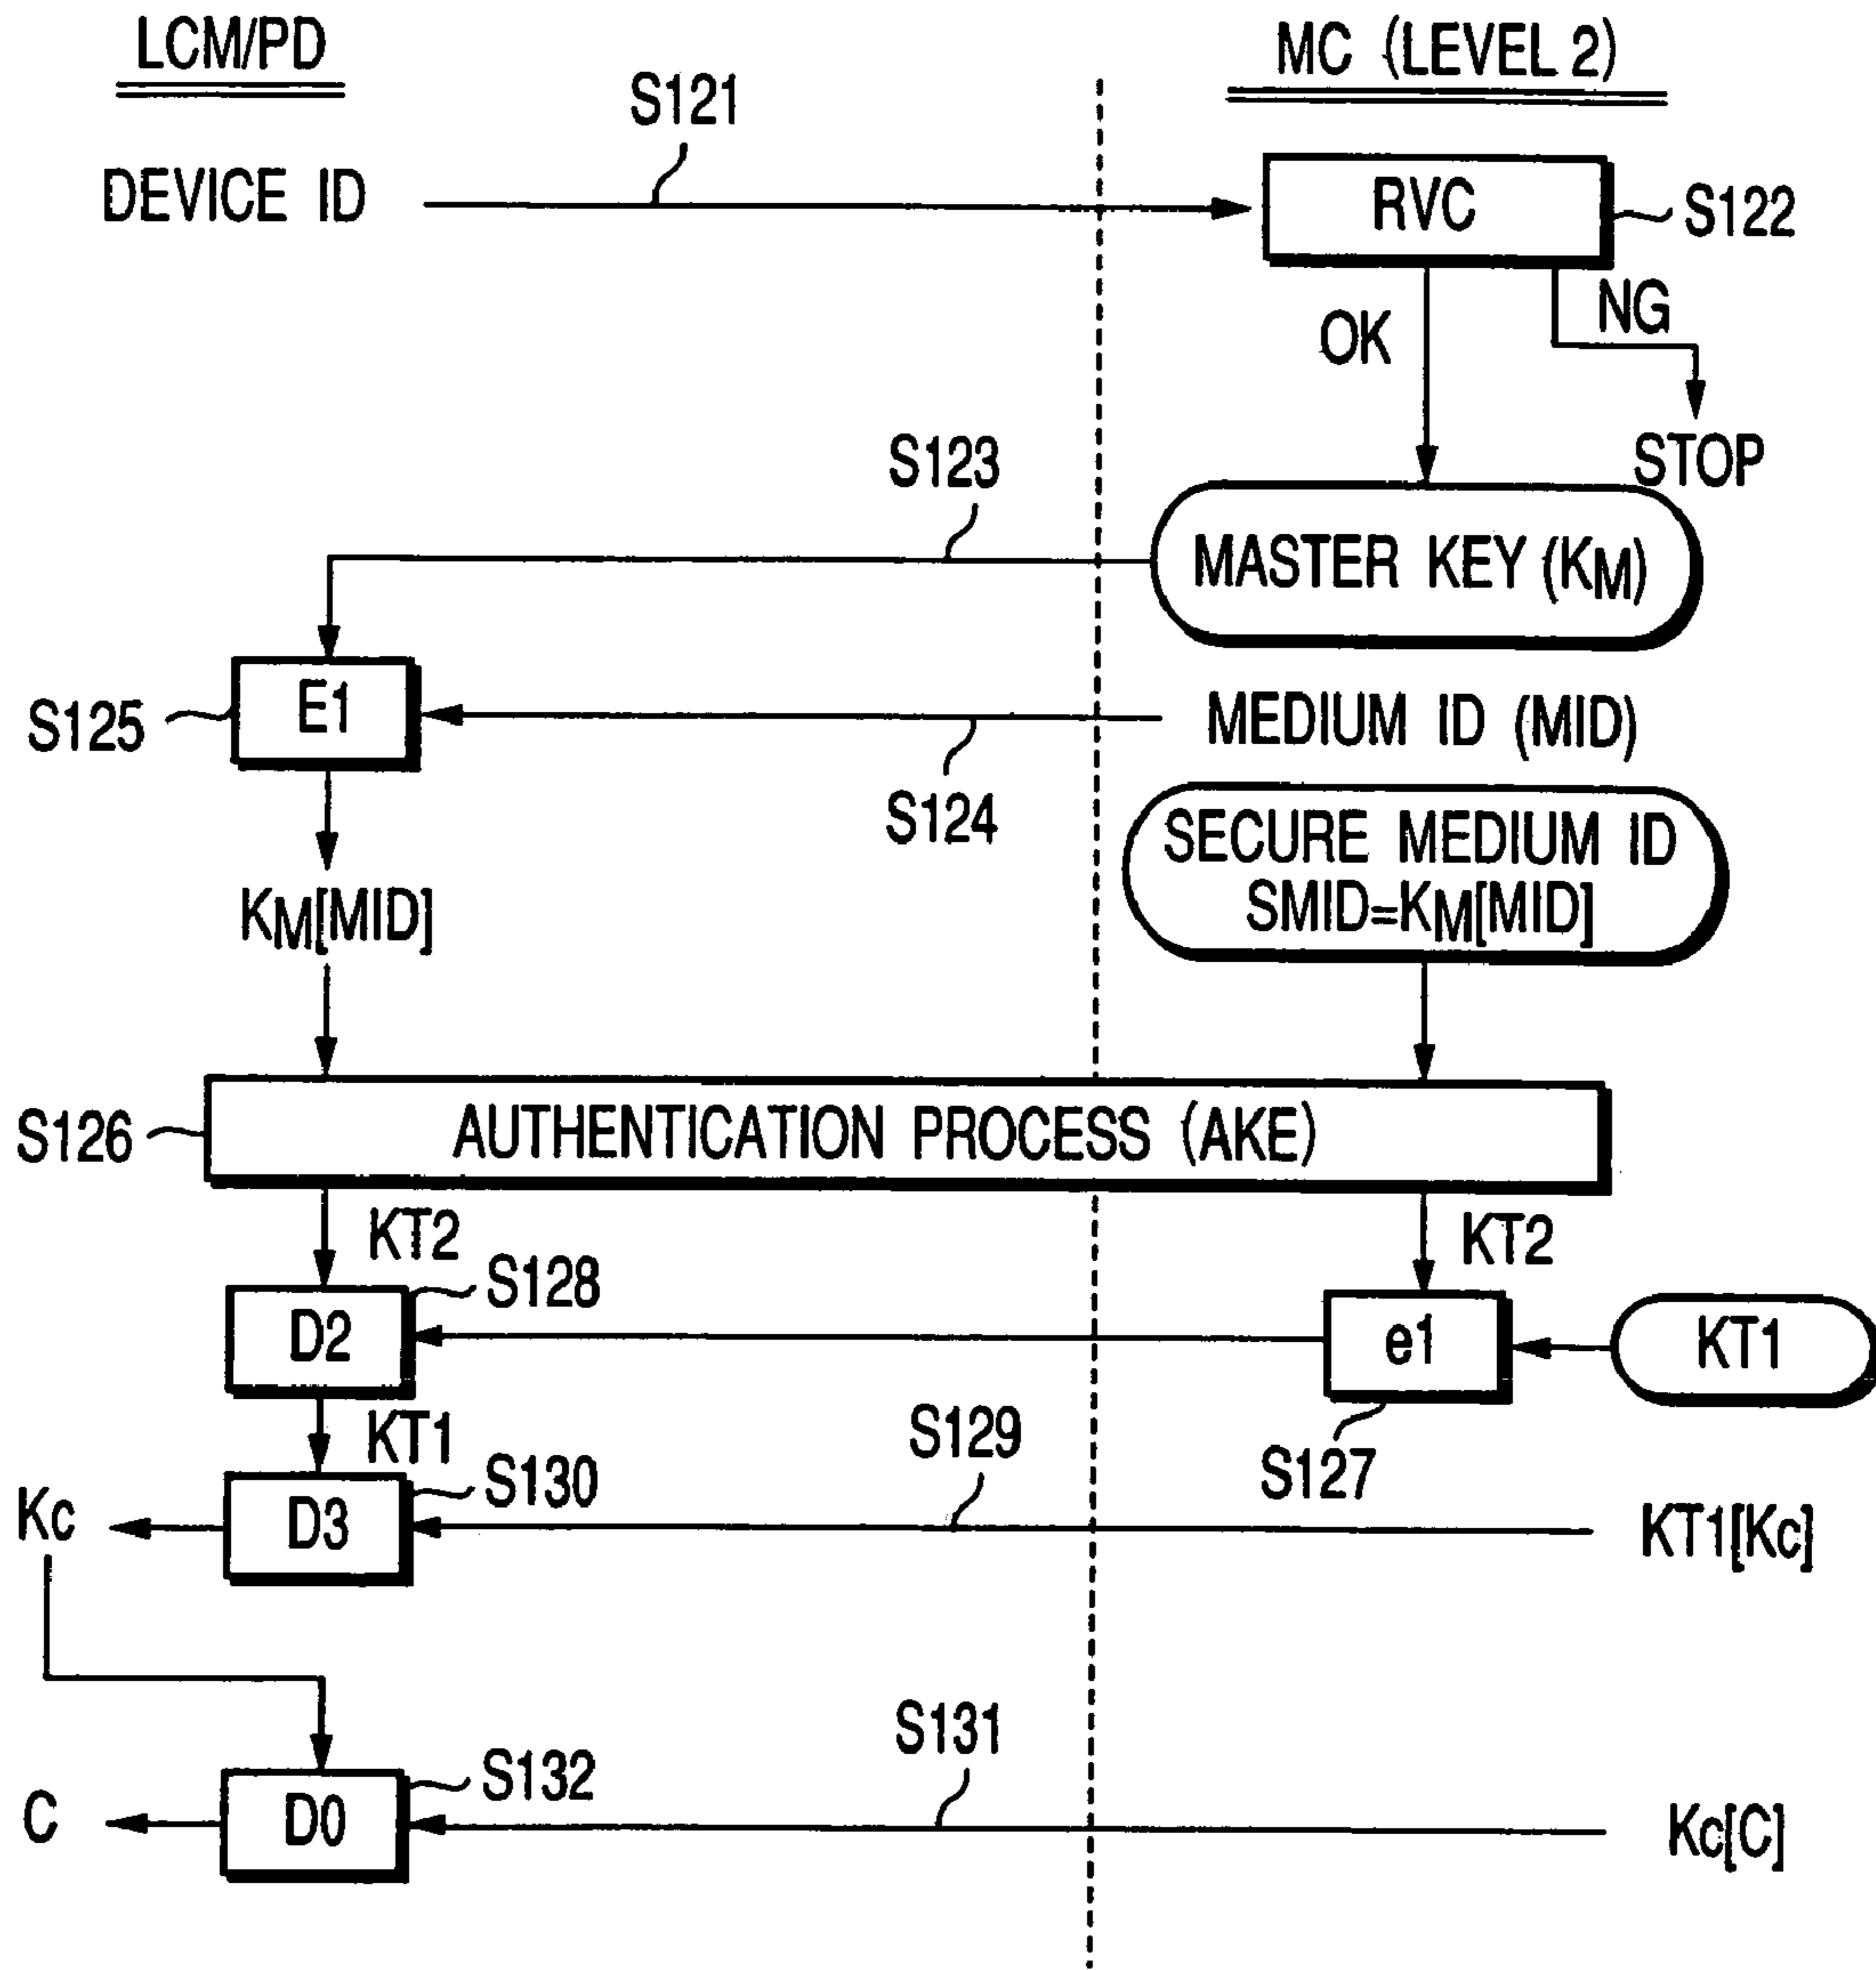 LCM/PD
MC (LEVEL 2)
S121
DEVICE ID
RVC
S122
OK
NG
STOP
S123
MASTER KEY (KM)
E1
S125
MEDIUM ID (MID)
S124
SECURE MEDIUM ID
SMID=KM[MID]
KM[MID]
S126
AUTHENTICATION PROCESS (AKE)
KT2
KT2
S128
D2
e1
KT1
KT1
S129
S127
S130
Kc
D3
KT1[Kc]
S131
S132
C
D0
Kc[C]